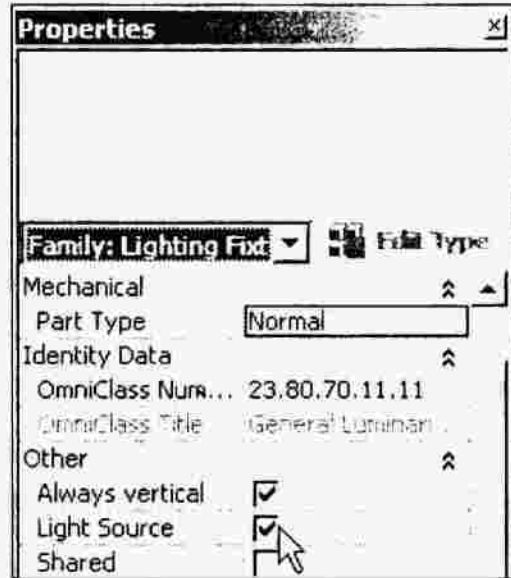 Properties
Family: Lighting Fixt Edit Type
Mechanical
Part Type Normal
Identity Data
OmniClass Num... 23.80.70.11.11
OmniClass Title General Luminari...
Other
Always vertical
Light Source
Shared